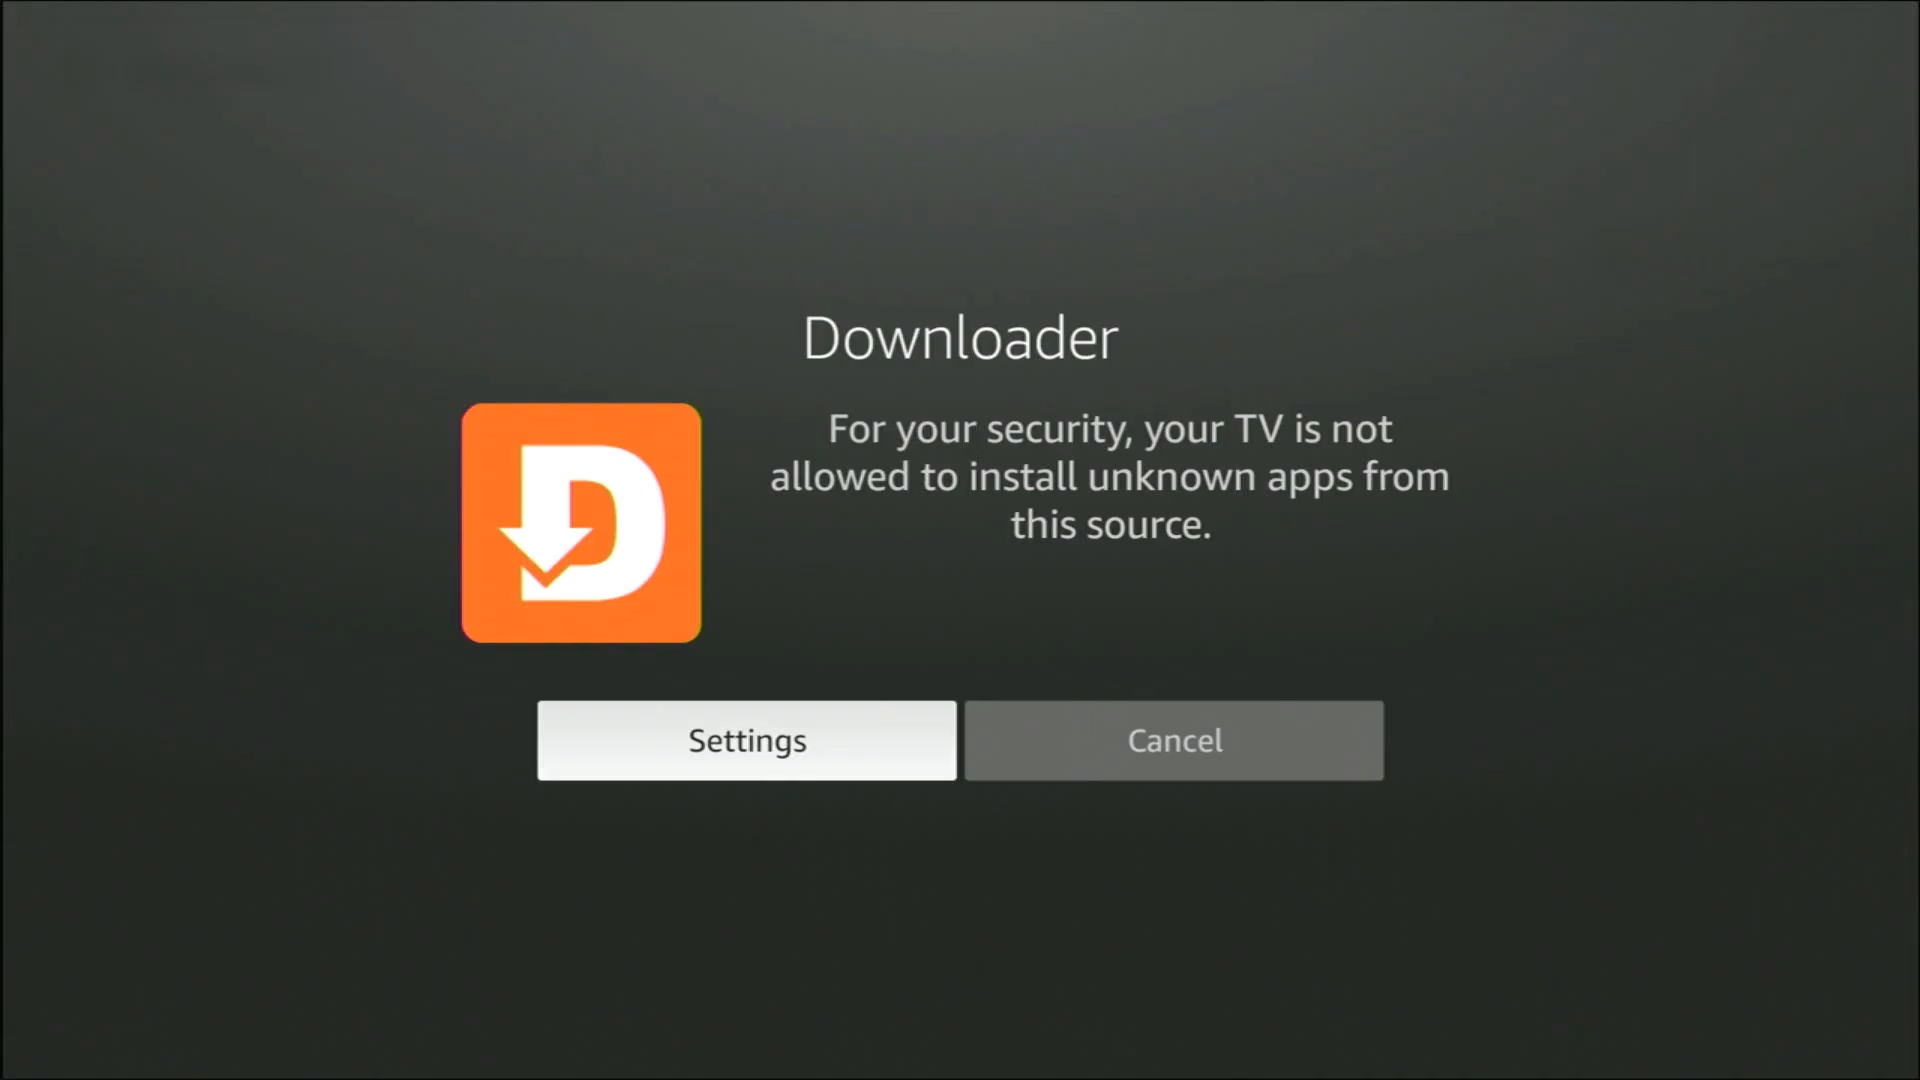 Downloader
For your security, your TV is not
allowed to install unknown apps from
this source.
D
Settings
Cancel